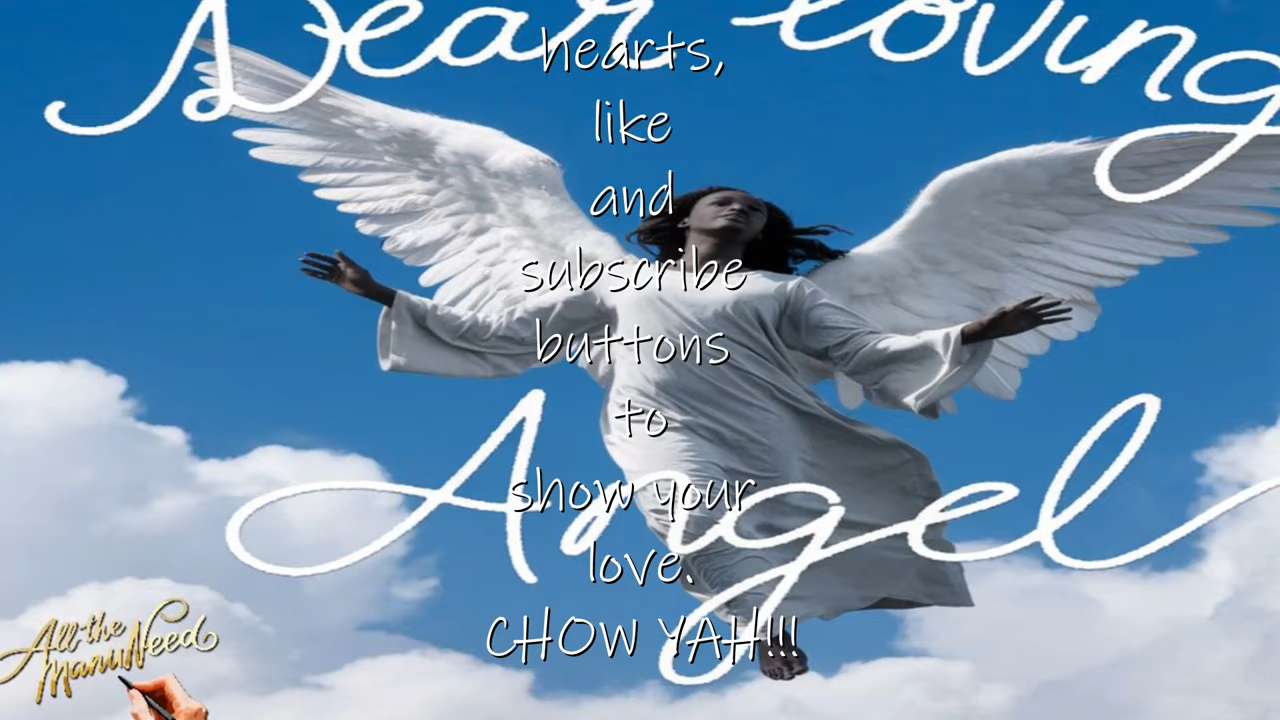 Dear loving
hearts,
like
and
subscribe
buttons
to
Angel
show your
love.
CHOW YAH!!!
All the
Manu Need